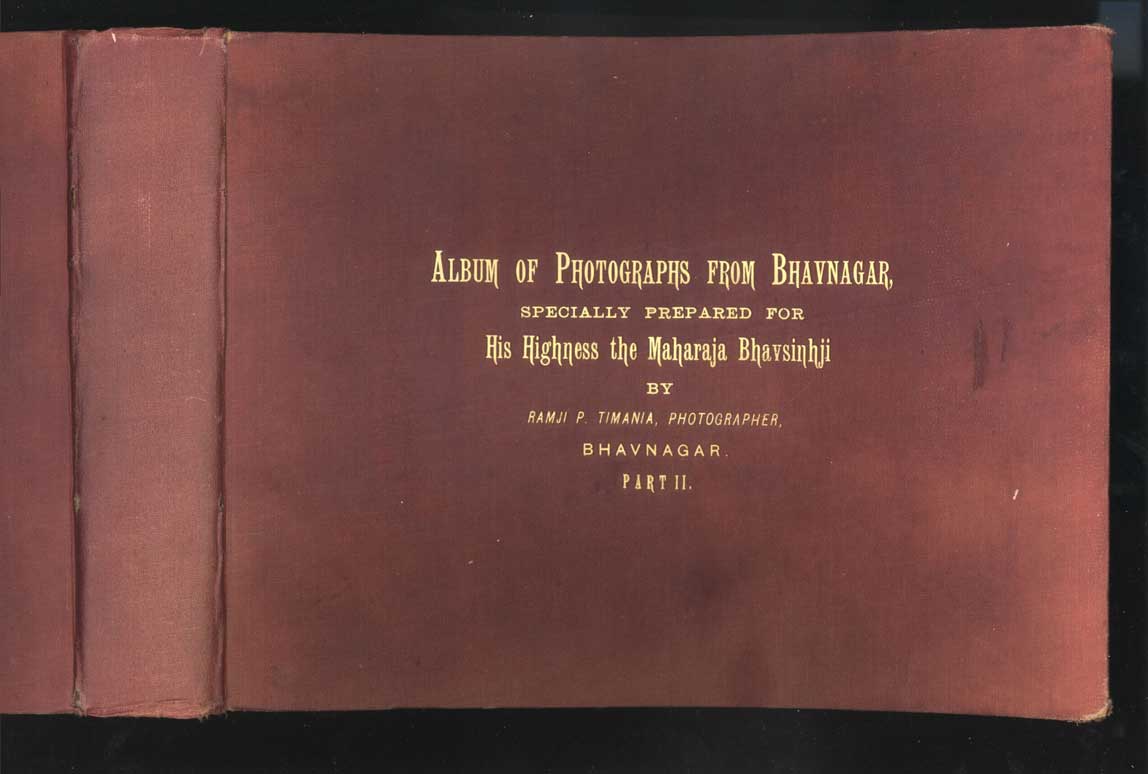 ALBUM OF PHOTOGRAPHS FROM BHAVNAGAR,
SPECIALLY PREPARED FOR
His Highness the Maharaja Bhavsinhji
BY
RAMJI P. TIMANIA, PHOTOGRAPHER,
BHAVNAGAR.
PART II.